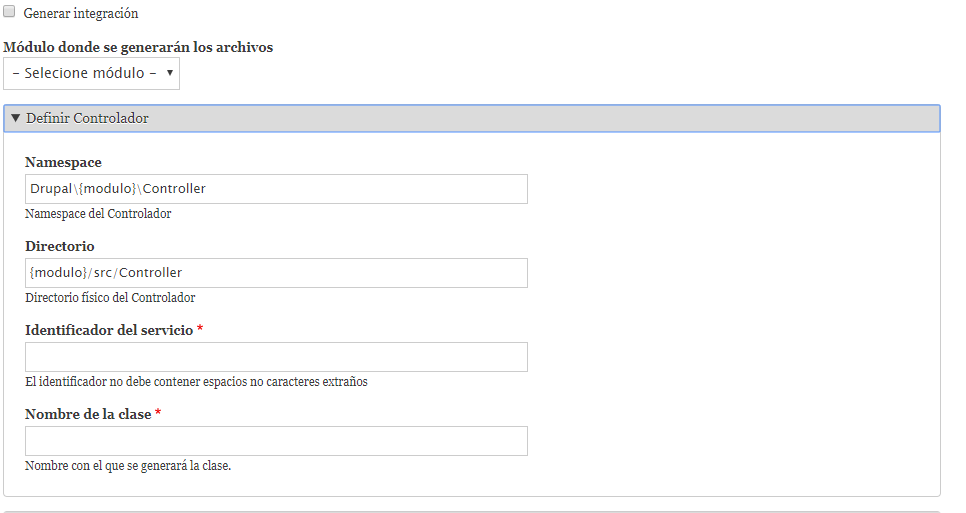 Generar integración
Módulo donde se generarán los archivos
– Selecione módulo –
Definir Controlador
Namespace
Drupal\{modulo}\Controller
Namespace del Controlador
Directorio
{modulo}/src/Controller
Directorio físico del Controlador
Identificador del servicio *
El identificador no debe contener espacios no caracteres extraños
Nombre de la clase *
Nombre con el que se generará la clase.